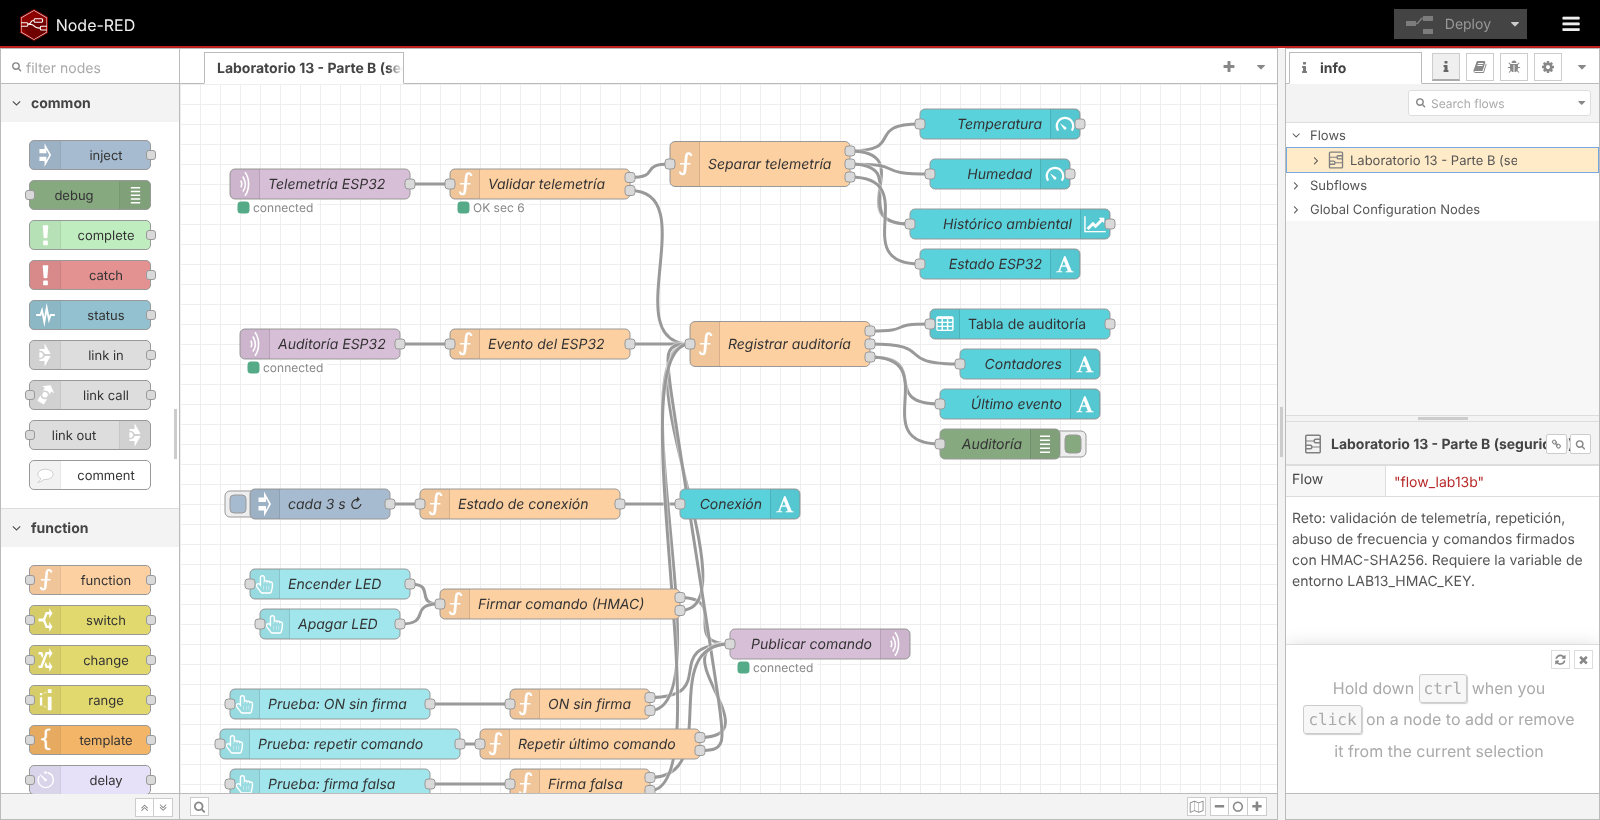 Node-RED
Deploy
filter nodes
common
inject
debug
complete
catch
status
link in
link call
link out
comment
function
function
switch
change
range
template
delay
Laboratorio 13 - Parte B (se
Telemetría ESP32
connected
Validar telemetría
OK sec 6
Separar telemetría
Temperatura
Humedad
Histórico ambiental
Estado ESP32
Auditoría ESP32
connected
Evento del ESP32
Registrar auditoría
Tabla de auditoría
Contadores
Último evento
Auditoría
cada 3 s ↻
Estado de conexión
Conexión
Encender LED
Apagar LED
Firmar comando (HMAC)
Publicar comando
connected
Prueba: ON sin firma
ON sin firma
Prueba: repetir comando
Repetir último comando
Prueba: firma falsa
Firma falsa
info
Search flows
Flows
Laboratorio 13 - Parte B (se
Subflows
Global Configuration Nodes
Laboratorio 13 - Parte B (segurid
Flow
"flow_lab13b"
Reto: validación de telemetría, repetición,
abuso de frecuencia y comandos firmados
con HMAC-SHA256. Requiere la variable de
entorno LAB13_HMAC_KEY.
Hold down ctrl when you
click on a node to add or remove
it from the current selection